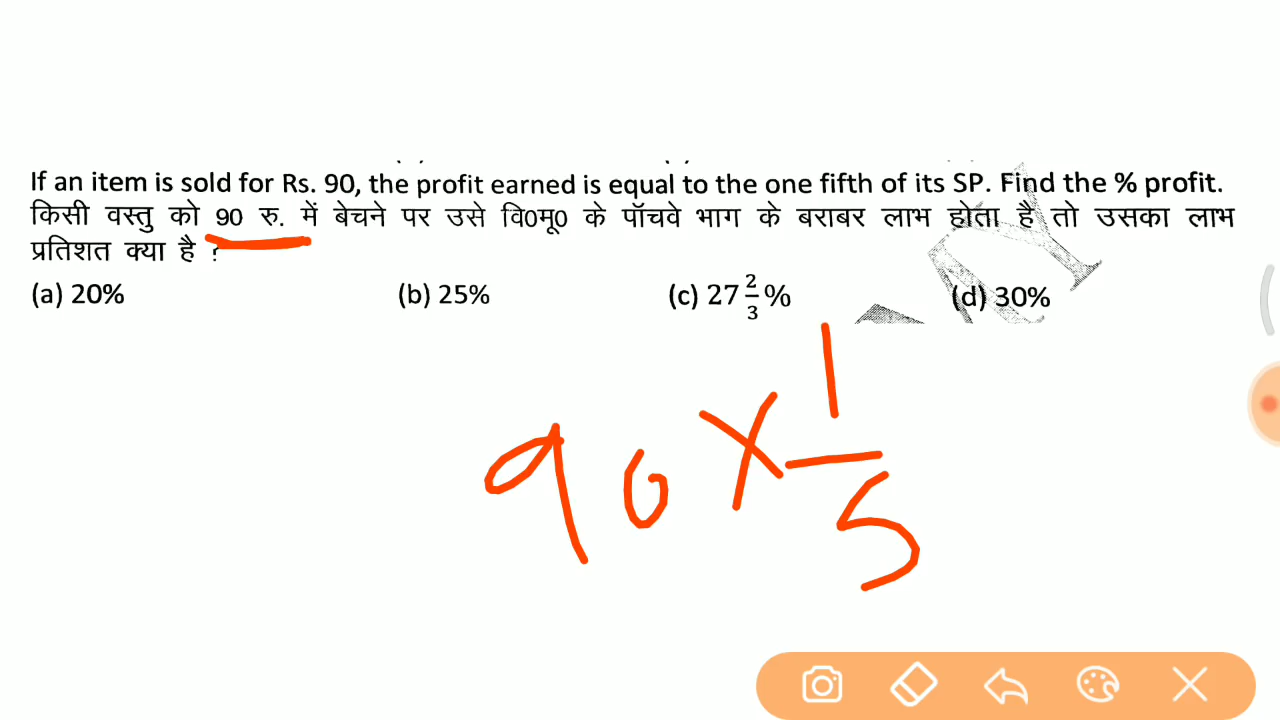 If an item is sold for Rs. 90, the profit earned is equal to the one fifth of its SP. Find the % profit.
किसी वस्तु को 90 रु. में बेचने पर उसे वि0मू0 के पॉचवे भाग के बराबर लाभ होता है तो उसका लाभ
प्रतिशत क्या है ?
(a) 20% (b) 25% (c) 27 2/3 % (d) 30%
90 × 1/5